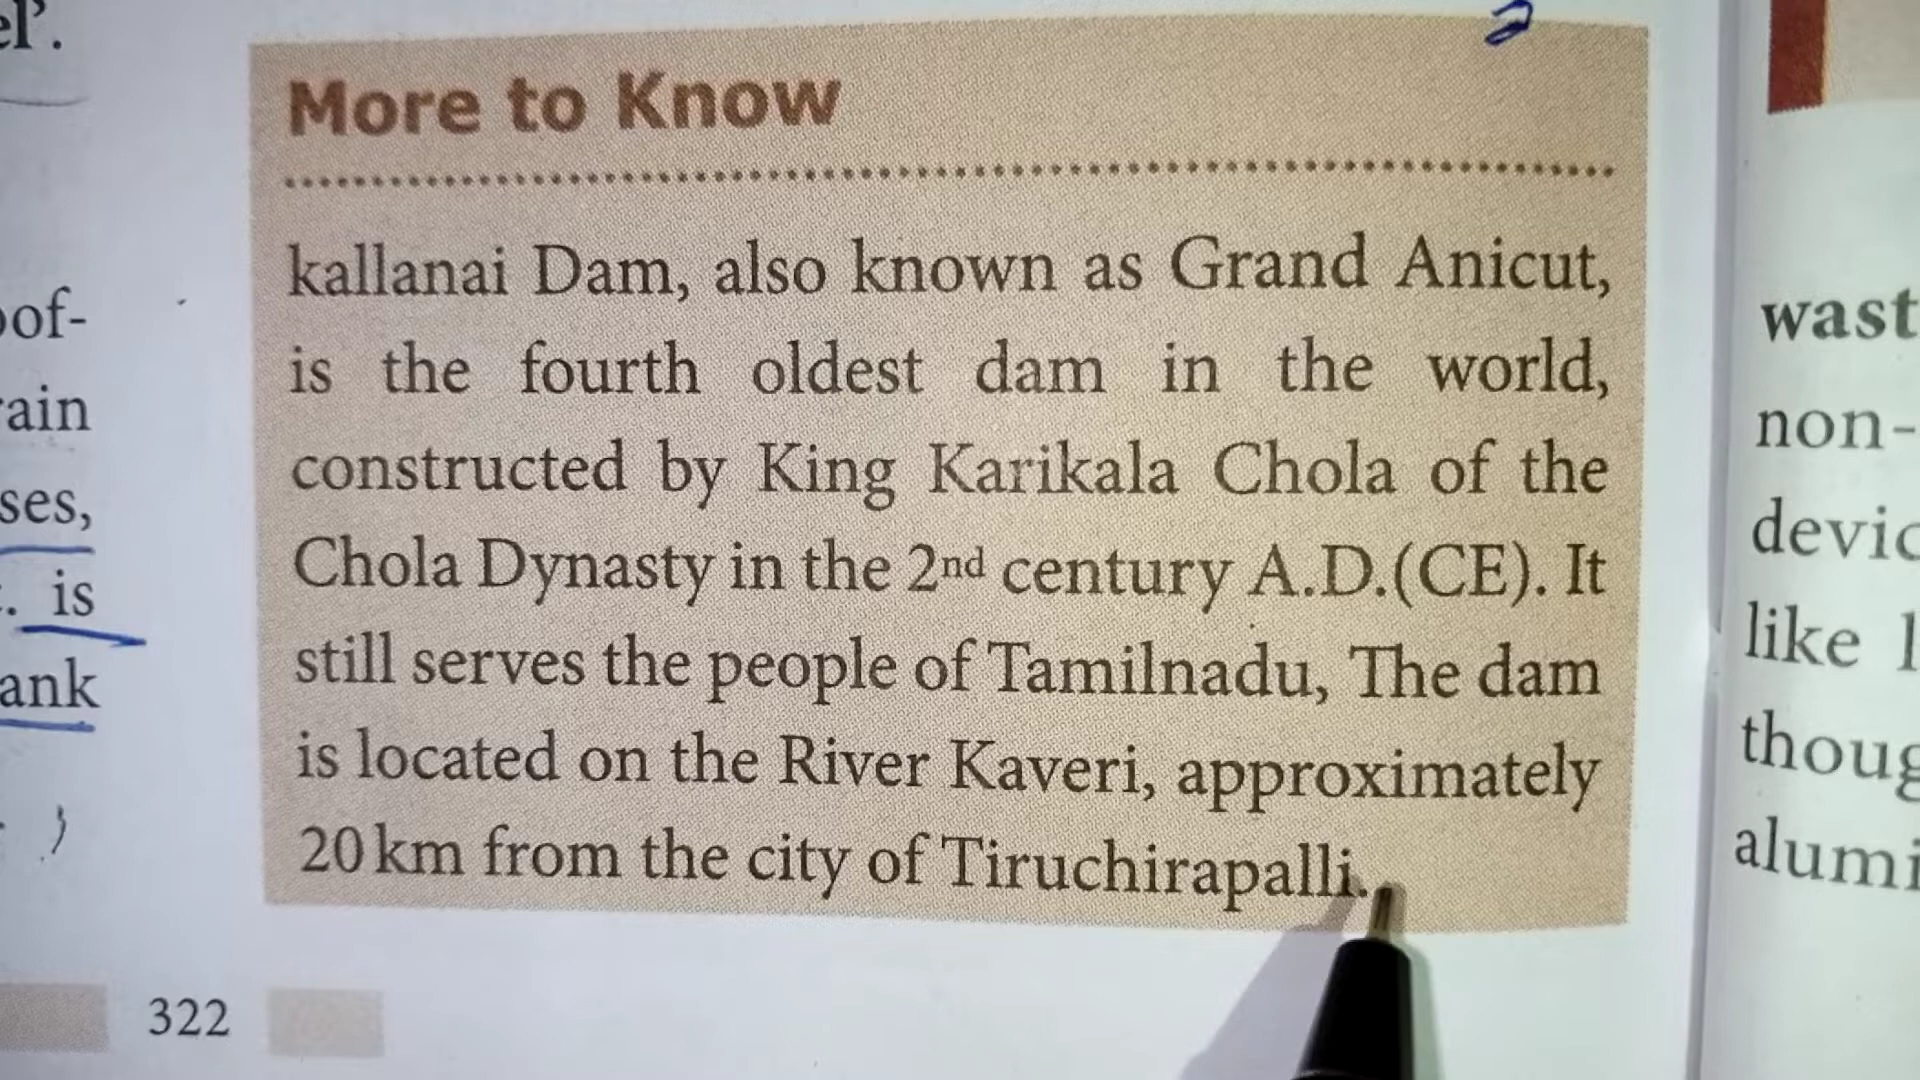 el'.
More to Know
kallanai Dam, also known as Grand Anicut,
is the fourth oldest dam in the world,
constructed by King Karikala Chola of the
Chola Dynasty in the 2nd century A.D.(CE). It
still serves the people of Tamilnadu, The dam
is located on the River Kaveri, approximately
20 km from the city of Tiruchirapalli.
oof-
ain
ses,
. is
ank
322
wast
non-
devic
like l
thoug
alumi